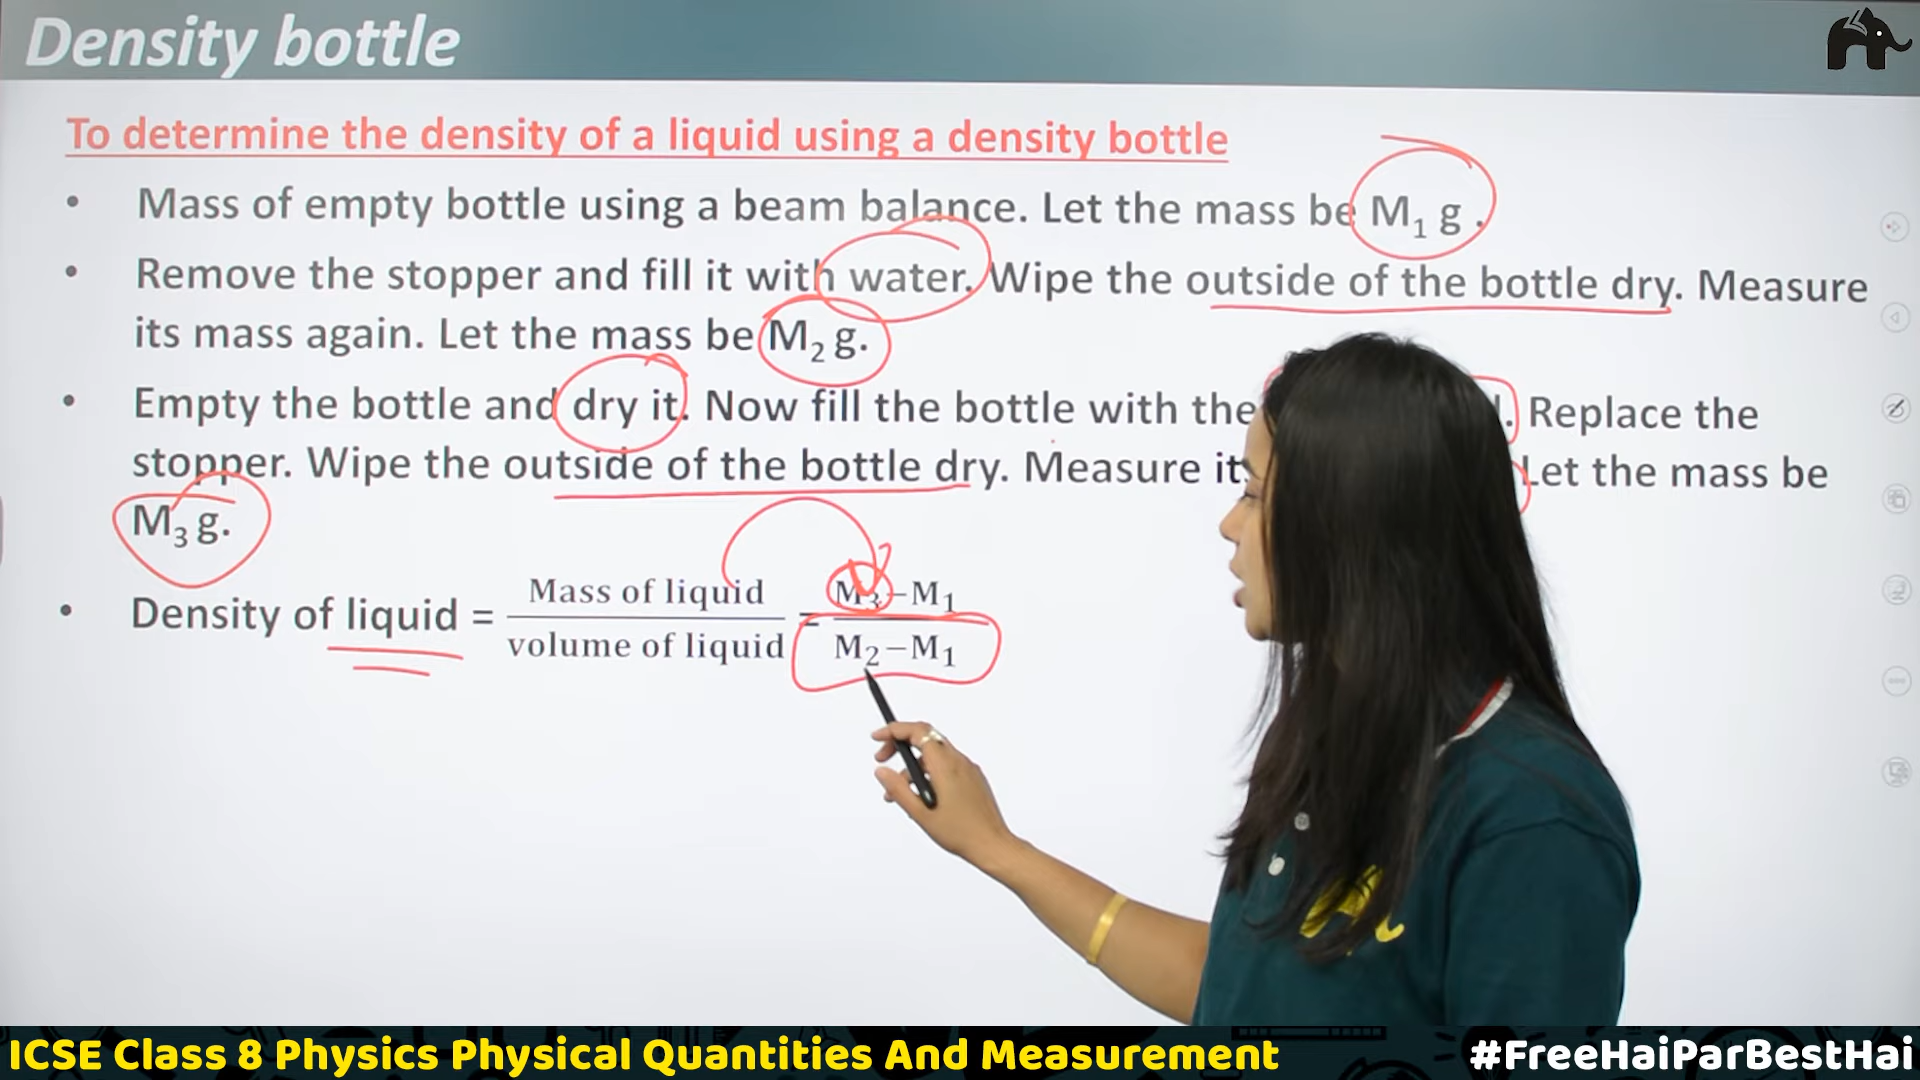 Density bottle
To determine the density of a liquid using a density bottle
• Mass of empty bottle using a beam balance. Let the mass be M₁ g .
• Remove the stopper and fill it with water. Wipe the outside of the bottle dry. Measure
its mass again. Let the mass be M₂ g.
• Empty the bottle and dry it. Now fill the bottle with the . Replace the
stopper. Wipe the outside of the bottle dry. Measure its Let the mass be
M₃ g.
• Density of liquid = Mass of liquid / volume of liquid = M₃−M₁ / M₂−M₁
ICSE Class 8 Physics Physical Quantities And Measurement
#FreeHaiParBestHai